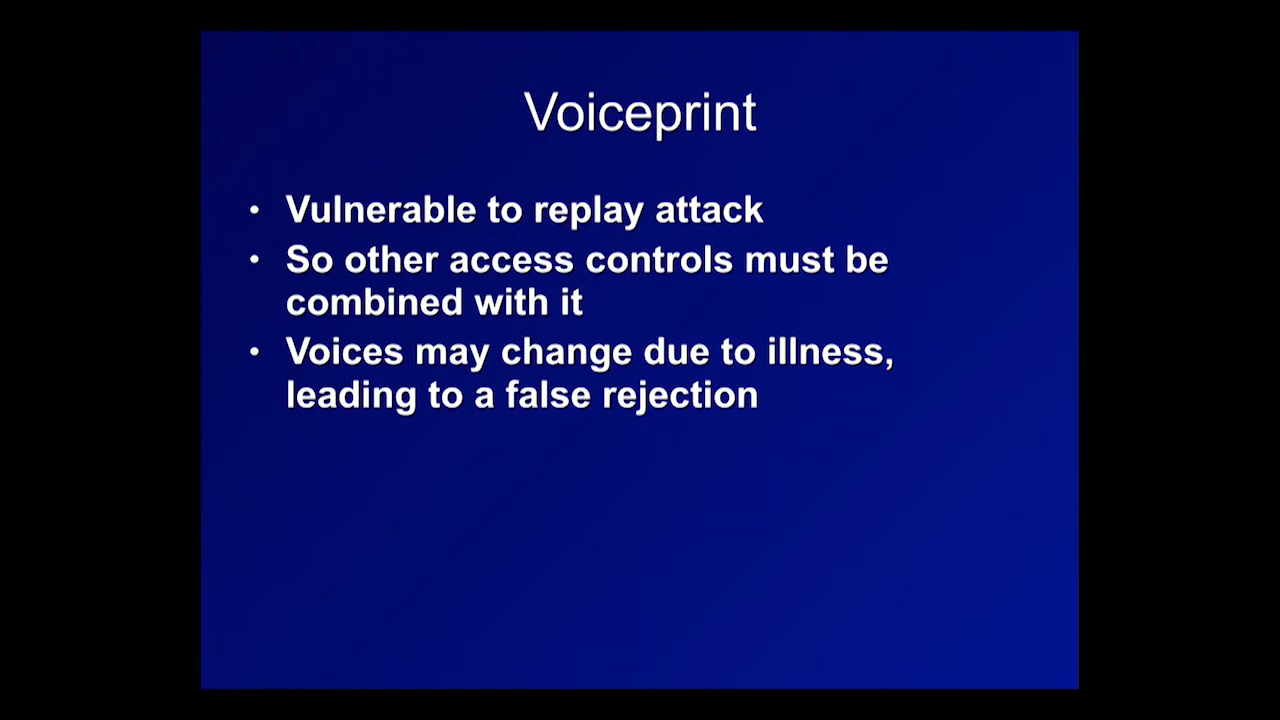 Voiceprint
• Vulnerable to replay attack
• So other access controls must be
combined with it
• Voices may change due to illness,
leading to a false rejection